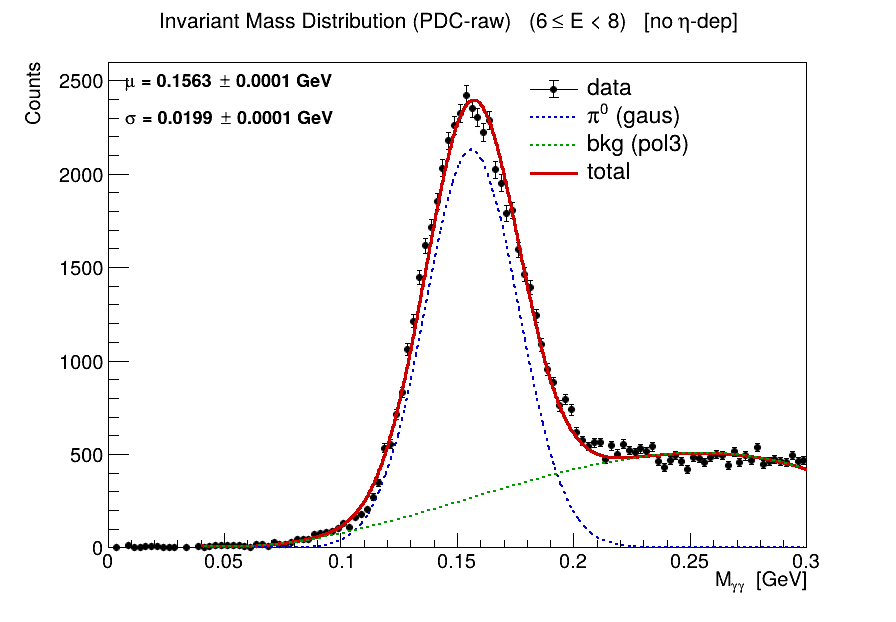 Invariant Mass Distribution (PDC-raw) (6 ≤ E < 8) [no η-dep]
Counts
μ = 0.1563 ± 0.0001 GeV
σ = 0.0199 ± 0.0001 GeV
data
π⁰ (gaus)
bkg (pol3)
total
2500
2000
1500
1000
500
0
0 0.05 0.1 0.15 0.2 0.25 0.3
Mγγ [GeV]